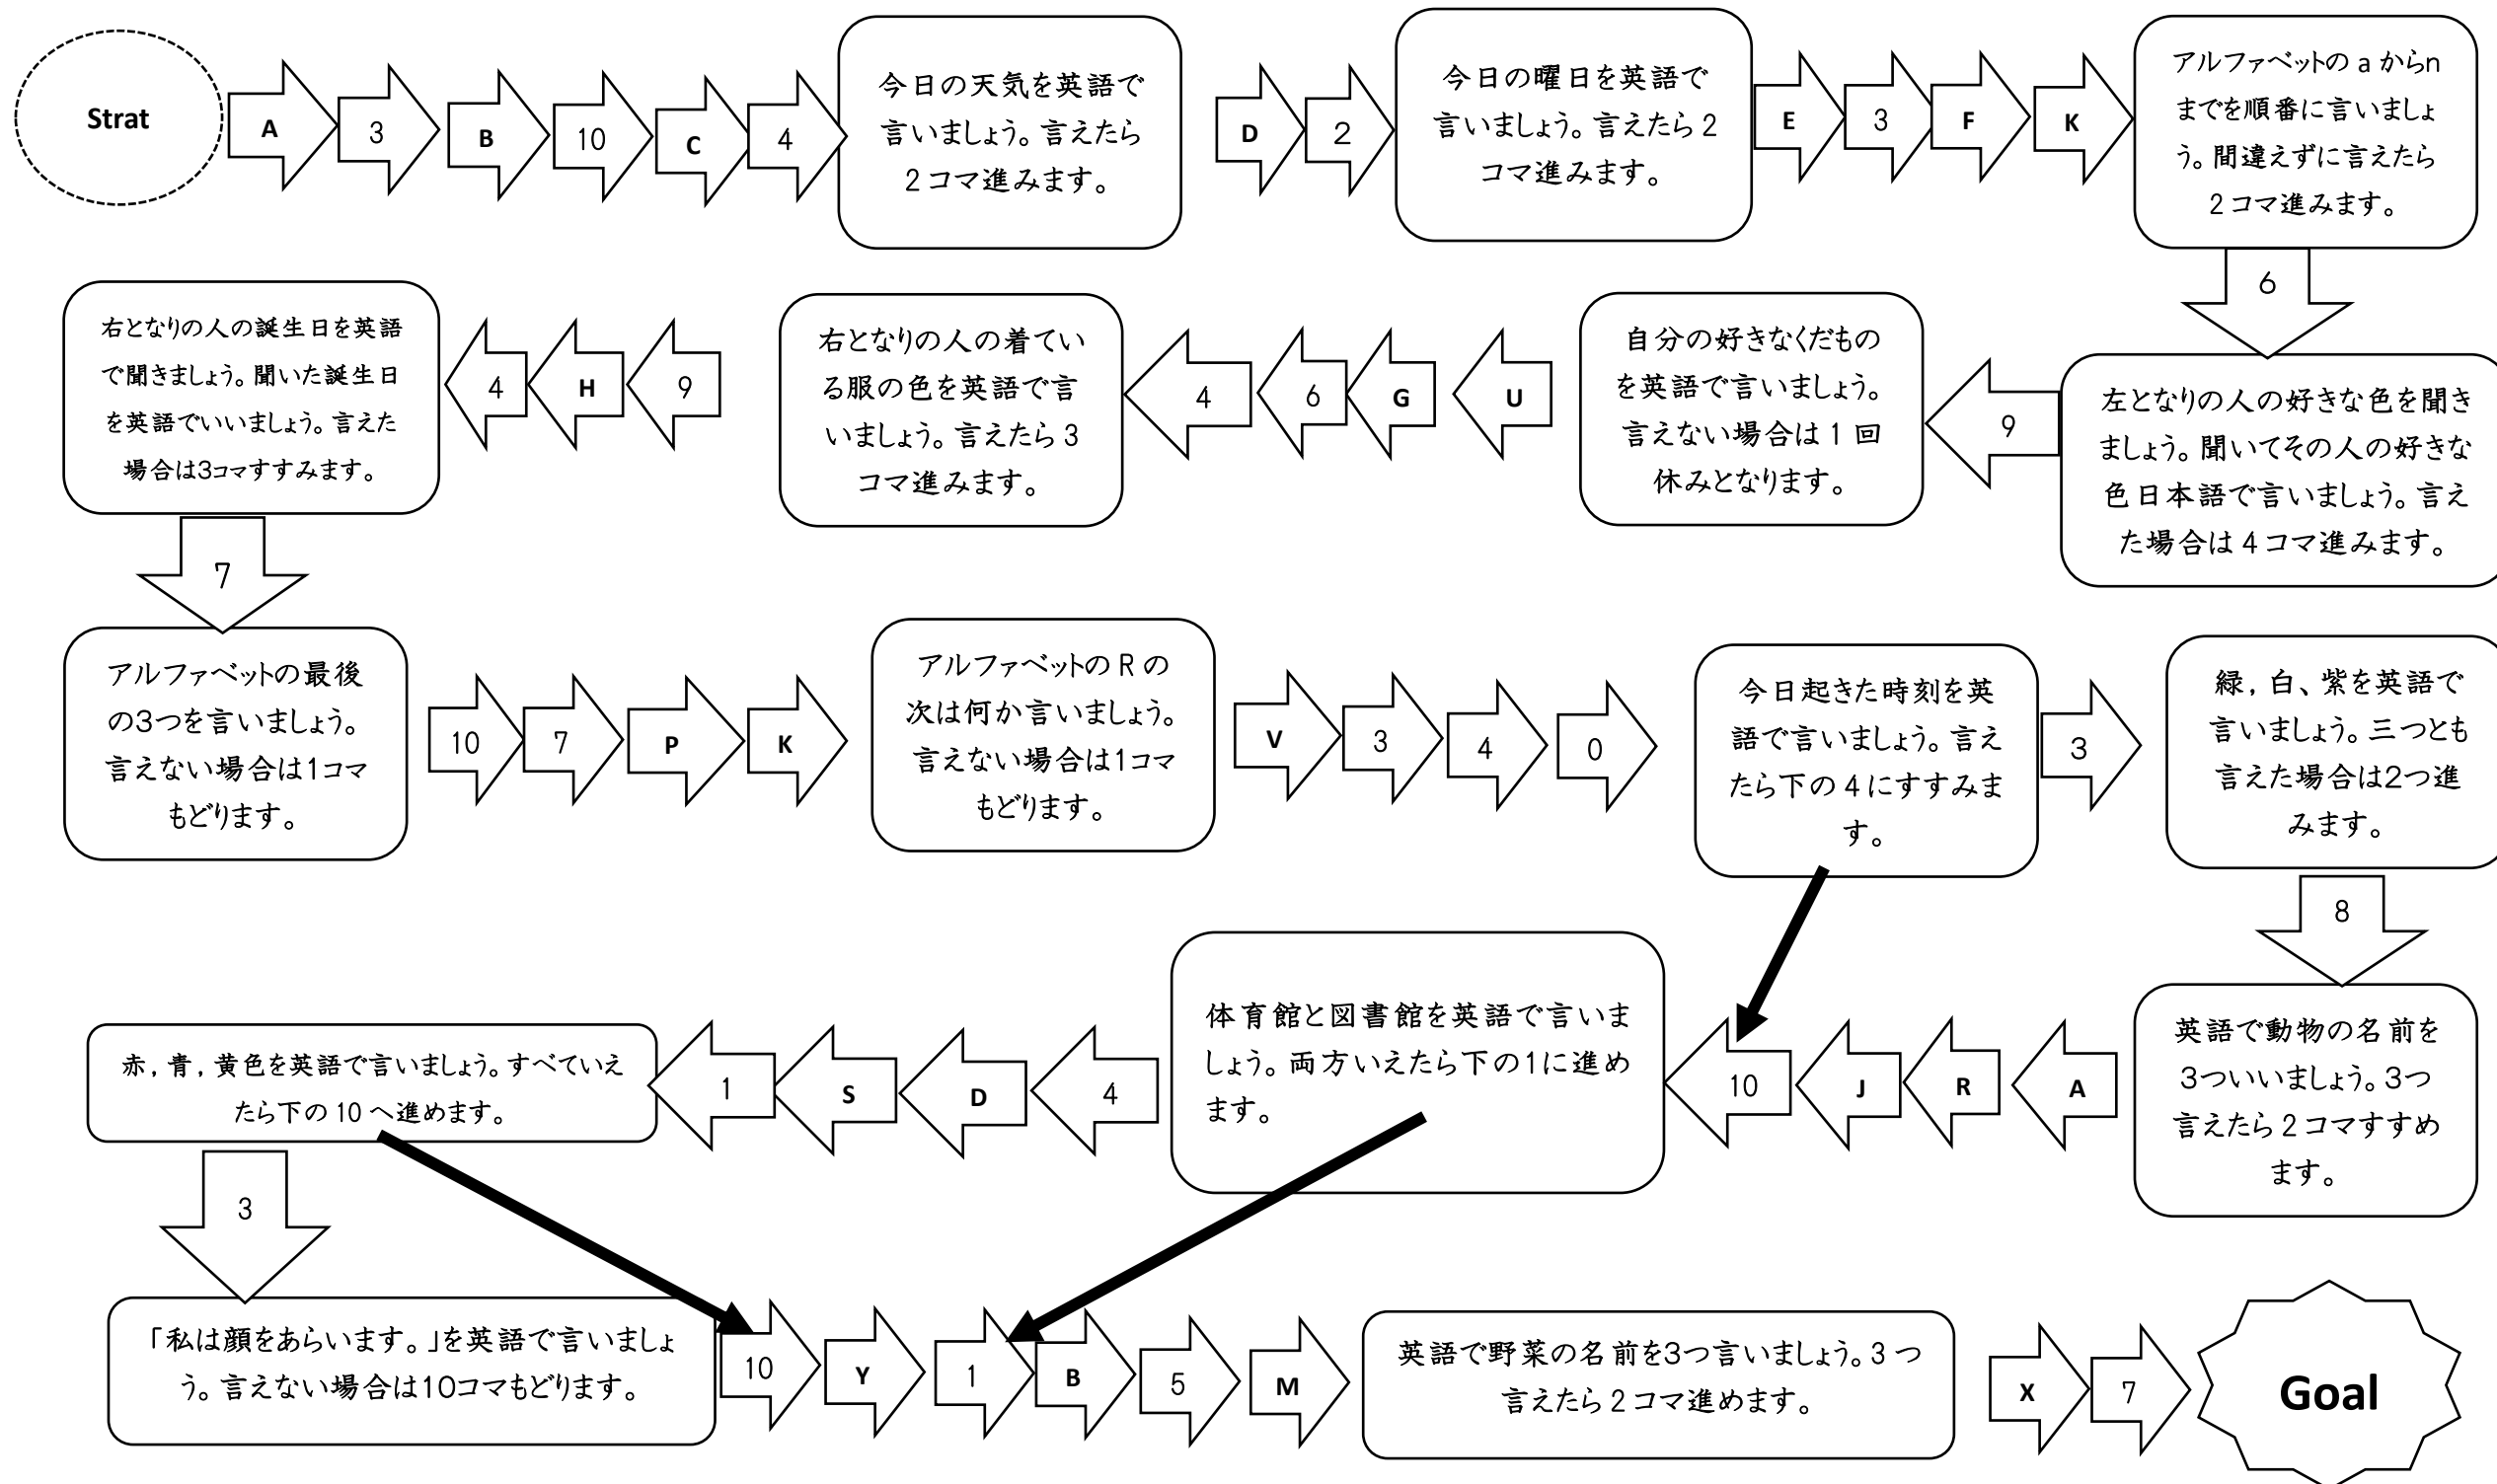 Strat
A
3
B
10
C
4
今日の天気を英語で
言いましょう。言えたら
2コマ進みます。
D
2
今日の曜日を英語で
言いましょう。言えたら2
コマ進みます。
E
3
F
K
アルファベットのaからn
までを順番に言いましょ
う。間違えずに言えたら
2コマ進みます。
6
左となりの人の好きな色を聞き
ましょう。聞いてその人の好きな
色日本語で言いましょう。言え
た場合は4コマ進みます。
9
自分の好きなくだもの
を英語で言いましょう。
言えない場合は1回
休みとなります。
U
G
6
4
右となりの人の着てい
る服の色を英語で言
いましょう。言えたら3
コマ進みます。
9
H
4
右となりの人の誕生日を英語
で聞きましょう。聞いた誕生日
を英語でいいましょう。言えた
場合は3コマすすみます。
7
アルファベットの最後
の3つを言いましょう。
言えない場合は1コマ
もどります。
10
7
P
K
アルファベットのRの
次は何か言いましょう。
言えない場合は1コマ
もどります。
V
3
4
0
今日起きた時刻を英
語で言いましょう。言え
たら下の4にすすみま
す。
3
緑,白、紫を英語で
言いましょう。三つとも
言えた場合は2つ進
みます。
8
英語で動物の名前を
3ついいましょう。3つ
言えたら2コマすすめ
ます。
A
R
J
10
体育館と図書館を英語で言いま
しょう。両方いえたら下の1に進め
ます。
4
D
S
1
赤,青,黄色を英語で言いましょう。すべていえ
たら下の10へ進めます。
3
「私は顔をあらいます。」を英語で言いましょ
う。言えない場合は10コマもどります。
10
Y
1
B
5
M
英語で野菜の名前を3つ言いましょう。3つ
言えたら2コマ進めます。
X
7
Goal